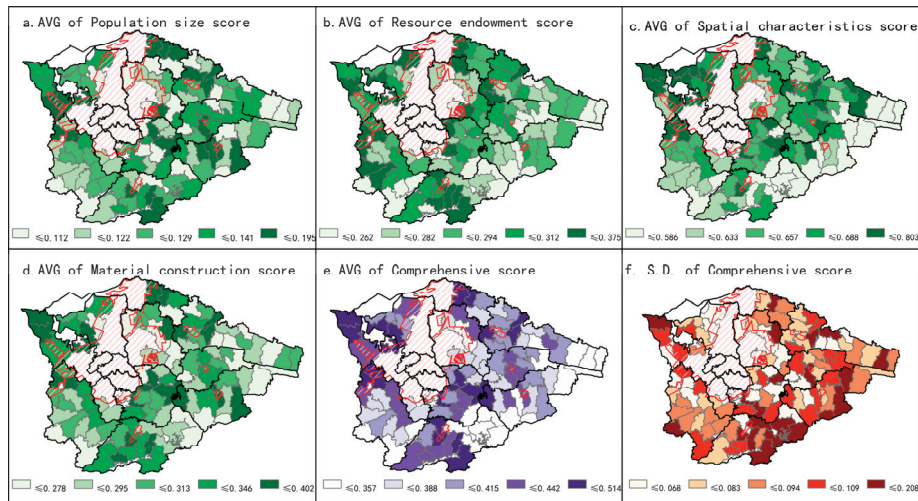 a.AVG of Population size score
b.AVG of Resource endowment score
c.AVG of Spatial characteristics score
≤0.112 ≤0.122 ≤0.129 ≤0.141 ≤0.195
≤0.262 ≤0.282 ≤0.294 ≤0.312 ≤0.375
≤0.586 ≤0.633 ≤0.657 ≤0.688 ≤0.803
d.AVG of Material construction score
e.AVG of Comprehensive score
f. S.D. of Comprehensive score
≤0.278 ≤0.295 ≤0.313 ≤0.346 ≤0.402
≤0.357 ≤0.388 ≤0.415 ≤0.442 ≤0.514
≤0.068 ≤0.083 ≤0.094 ≤0.109